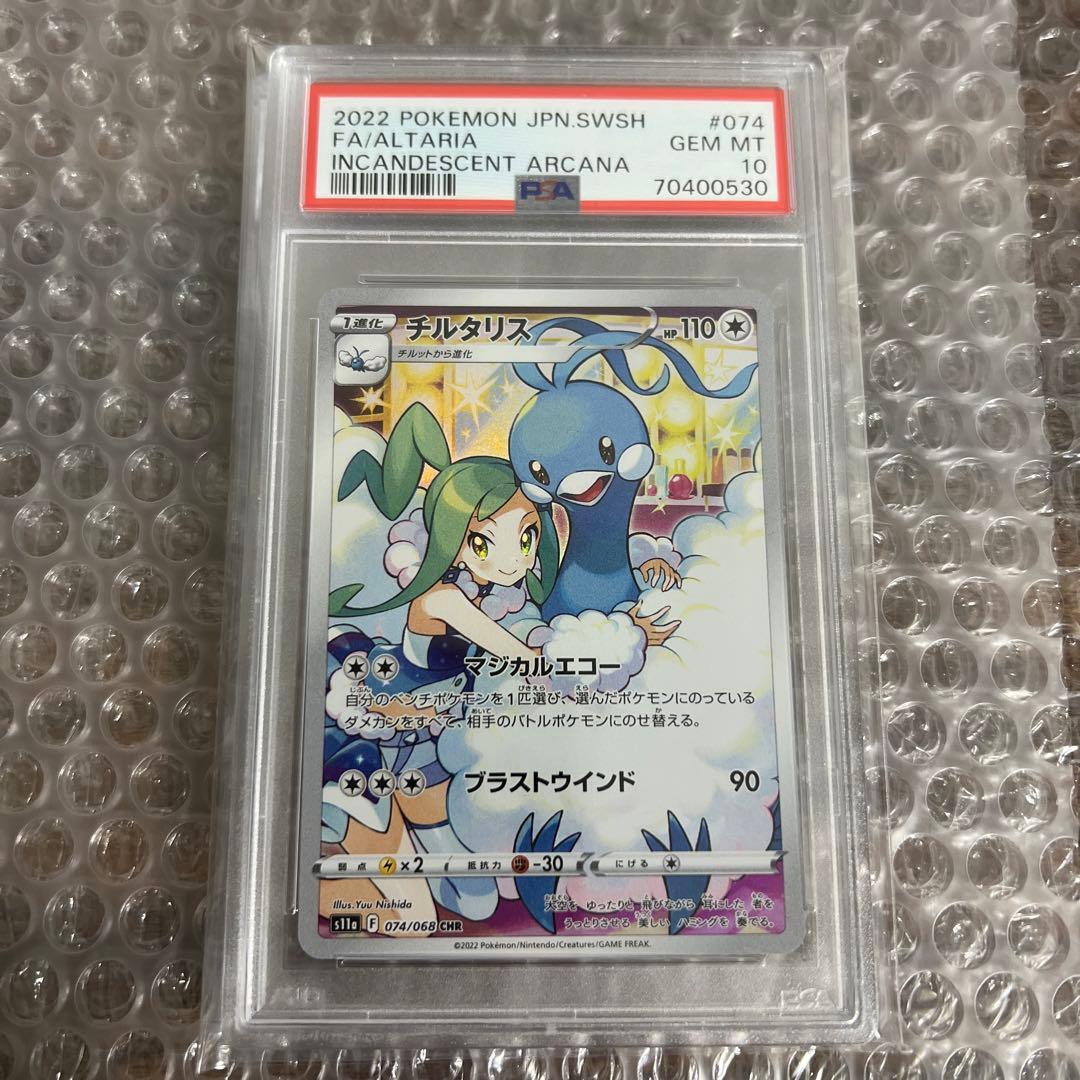 2022 POKEMON JPN.SWSH #074
FA/ALTARIA GEM MT
INCANDESCENT ARCANA 10
PSA 70400530
1進化 チルタリス HP 110
チルットから進化
マジカルエコー
自分のベンチポケモンを1匹選び、選んだポケモンにのっている
ダメカンをすべて、相手のバトルポケモンにのせ替える。
ブラストウインド 90
弱点 ×2 抵抗力 -30 にげる
Illus.Yuu Nishida
大空を ゆったりと 飛びながら 耳にした 者を
うっとりさせる 美しい ハミングを 奏でる。
s11a F 074/068 CHR
©2022 Pokémon/Nintendo/Creatures/GAME FREAK.
PSA